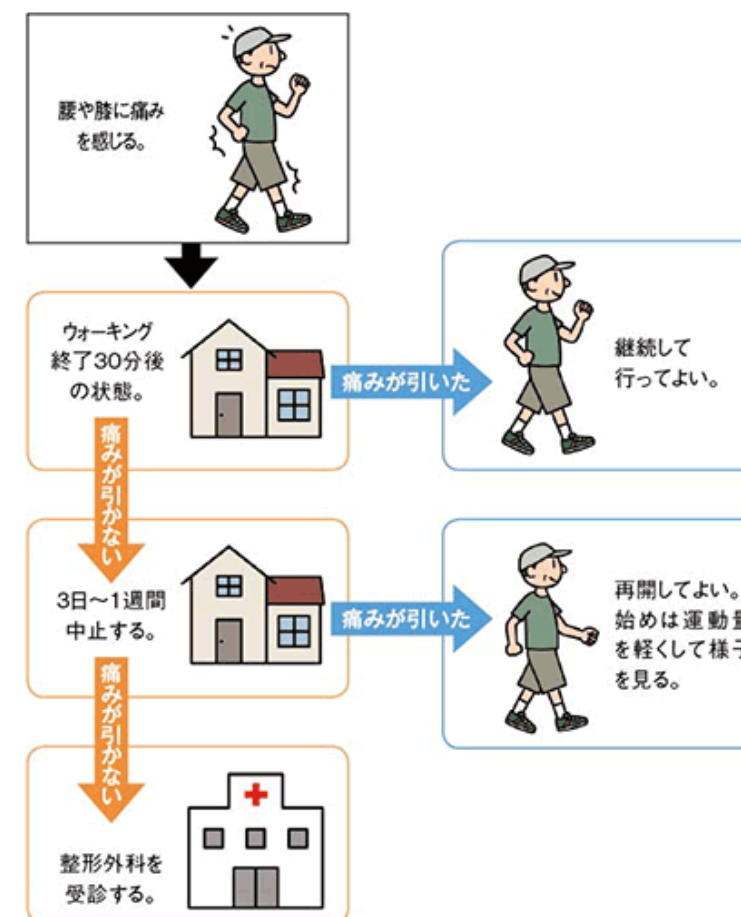 腰や膝に痛み
を感じる。
ウォーキング
終了30分後
の状態。
痛みが引いた
継続して
行ってよい。
痛みが引かない
3日〜1週間
中止する。
痛みが引いた
再開してよい。
始めは運動量
を軽くして様子
を見る。
痛みが引かない
整形外科を
受診する。